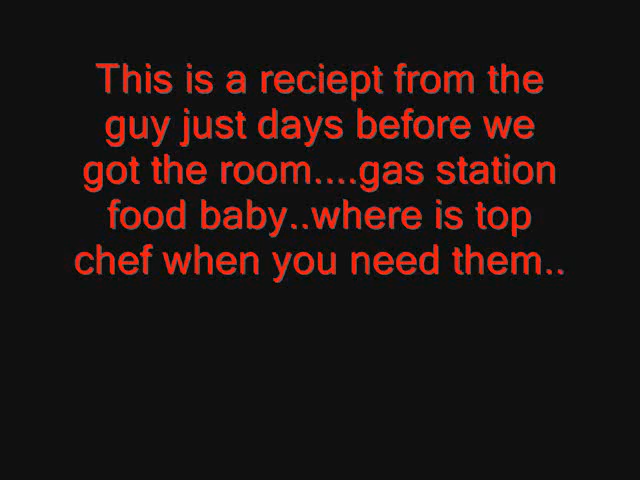 This is a reciept from the
guy just days before we
got the room....gas station
food baby..where is top
chef when you need them..